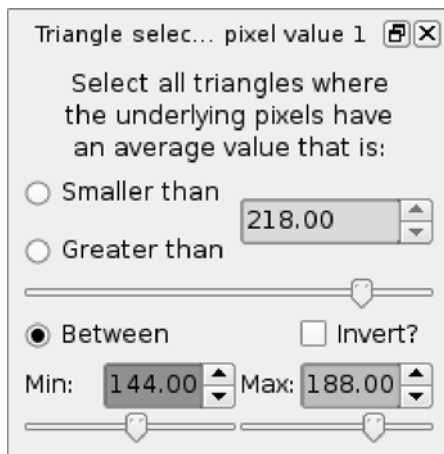 Triangle selec... pixel value 1
Select all triangles where
the underlying pixels have
an average value that is:
Smaller than
218.00
Greater than
Between
Invert?
Min: 144.00 Max: 188.00